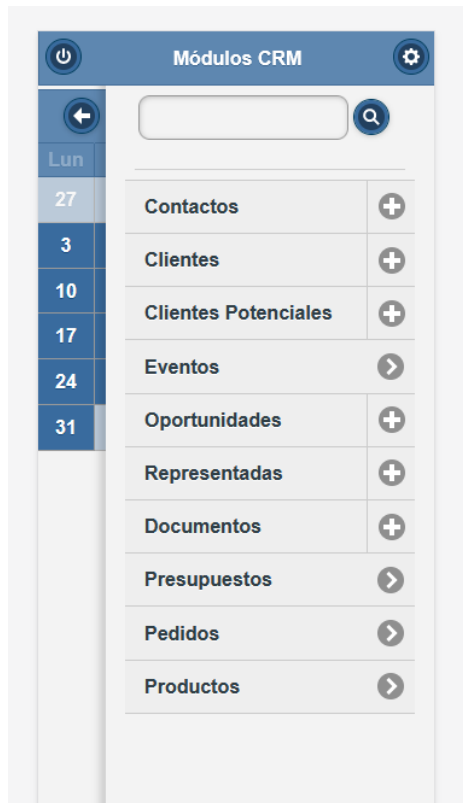 Módulos CRM
Lun
27
3
10
17
24
31
Contactos
Clientes
Clientes Potenciales
Eventos
Oportunidades
Representadas
Documentos
Presupuestos
Pedidos
Productos